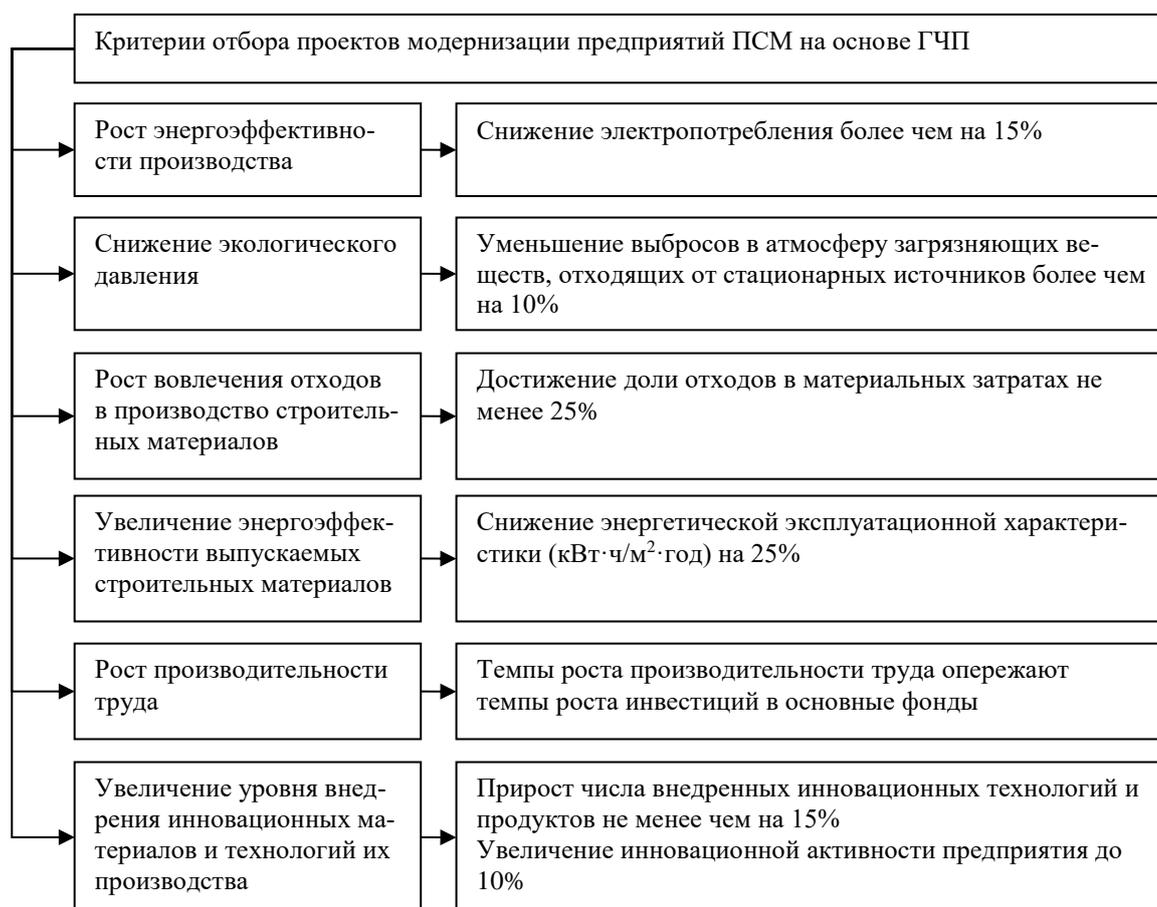 Критерии отбора проектов модернизации предприятий ПСМ на основе ГЧП
Рост энергоэффективно-
сти производства
Снижение электропотребления более чем на 15%
Снижение экологического
давления
Уменьшение выбросов в атмосферу загрязняющих ве-
ществ, отходящих от стационарных источников более чем
на 10%
Рост вовлечения отходов
в производство строитель-
ных материалов
Достижение доли отходов в материальных затратах не
менее 25%
Увеличение энергоэффек-
тивности выпускаемых
строительных материалов
Снижение энергетической эксплуатационной характери-
стики (кВт·ч/м²·год) на 25%
Рост производительности
труда
Темпы роста производительности труда опережают
темпы роста инвестиций в основные фонды
Увеличение уровня внед-
рения инновационных ма-
териалов и технологий их
производства
Прирост числа внедренных инновационных технологий и
продуктов не менее чем на 15%
Увеличение инновационной активности предприятия до
10%